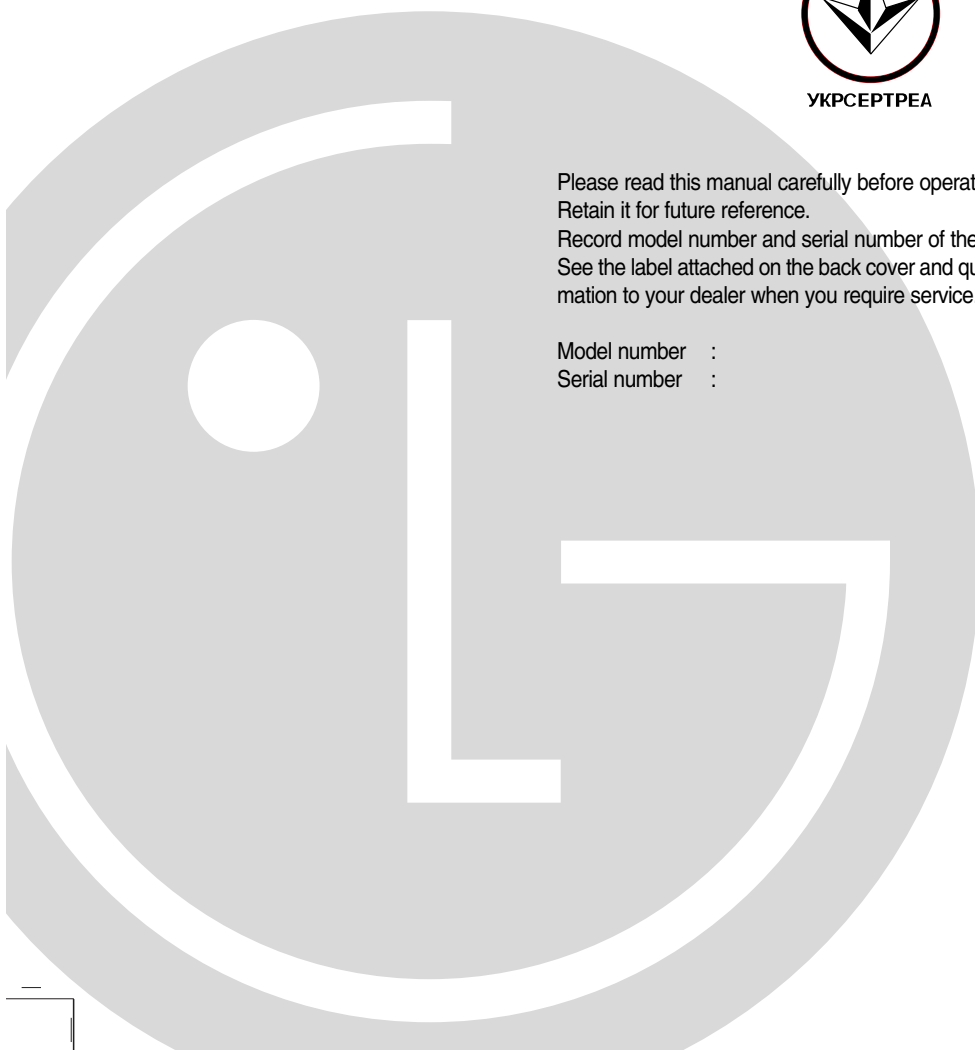 УКРСЕРТРЕА
Please read this manual carefully before operat
Retain it for future reference.
Record model number and serial number of the
See the label attached on the back cover and qu
mation to your dealer when you require service
Model number :
Serial number :
LG